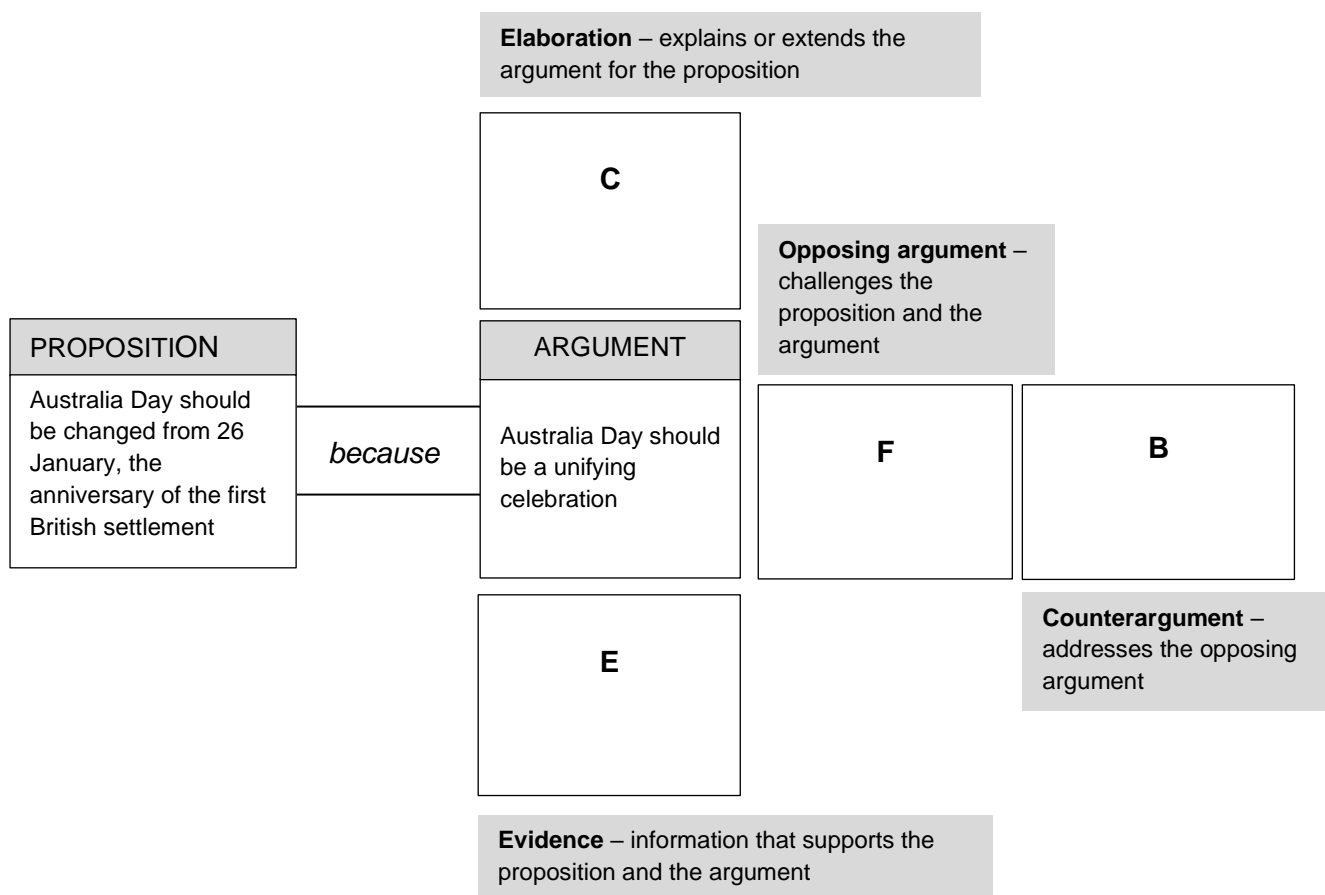 Elaboration – explains or extends the
argument for the proposition
C
Opposing argument –
challenges the
proposition and the
argument
PROPOSITION
Australia Day should
be changed from 26
January, the
anniversary of the first
British settlement
because
ARGUMENT
Australia Day should
be a unifying
celebration
F
B
Counterargument –
addresses the opposing
argument
E
Evidence – information that supports the
proposition and the argument